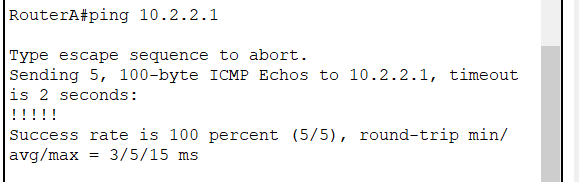 RouterA#ping 10.2.2.1
Type escape sequence to abort.
Sending 5, 100-byte ICMP Echos to 10.2.2.1, timeout
is 2 seconds:
!!!!!
Success rate is 100 percent (5/5), round-trip min/
avg/max = 3/5/15 ms